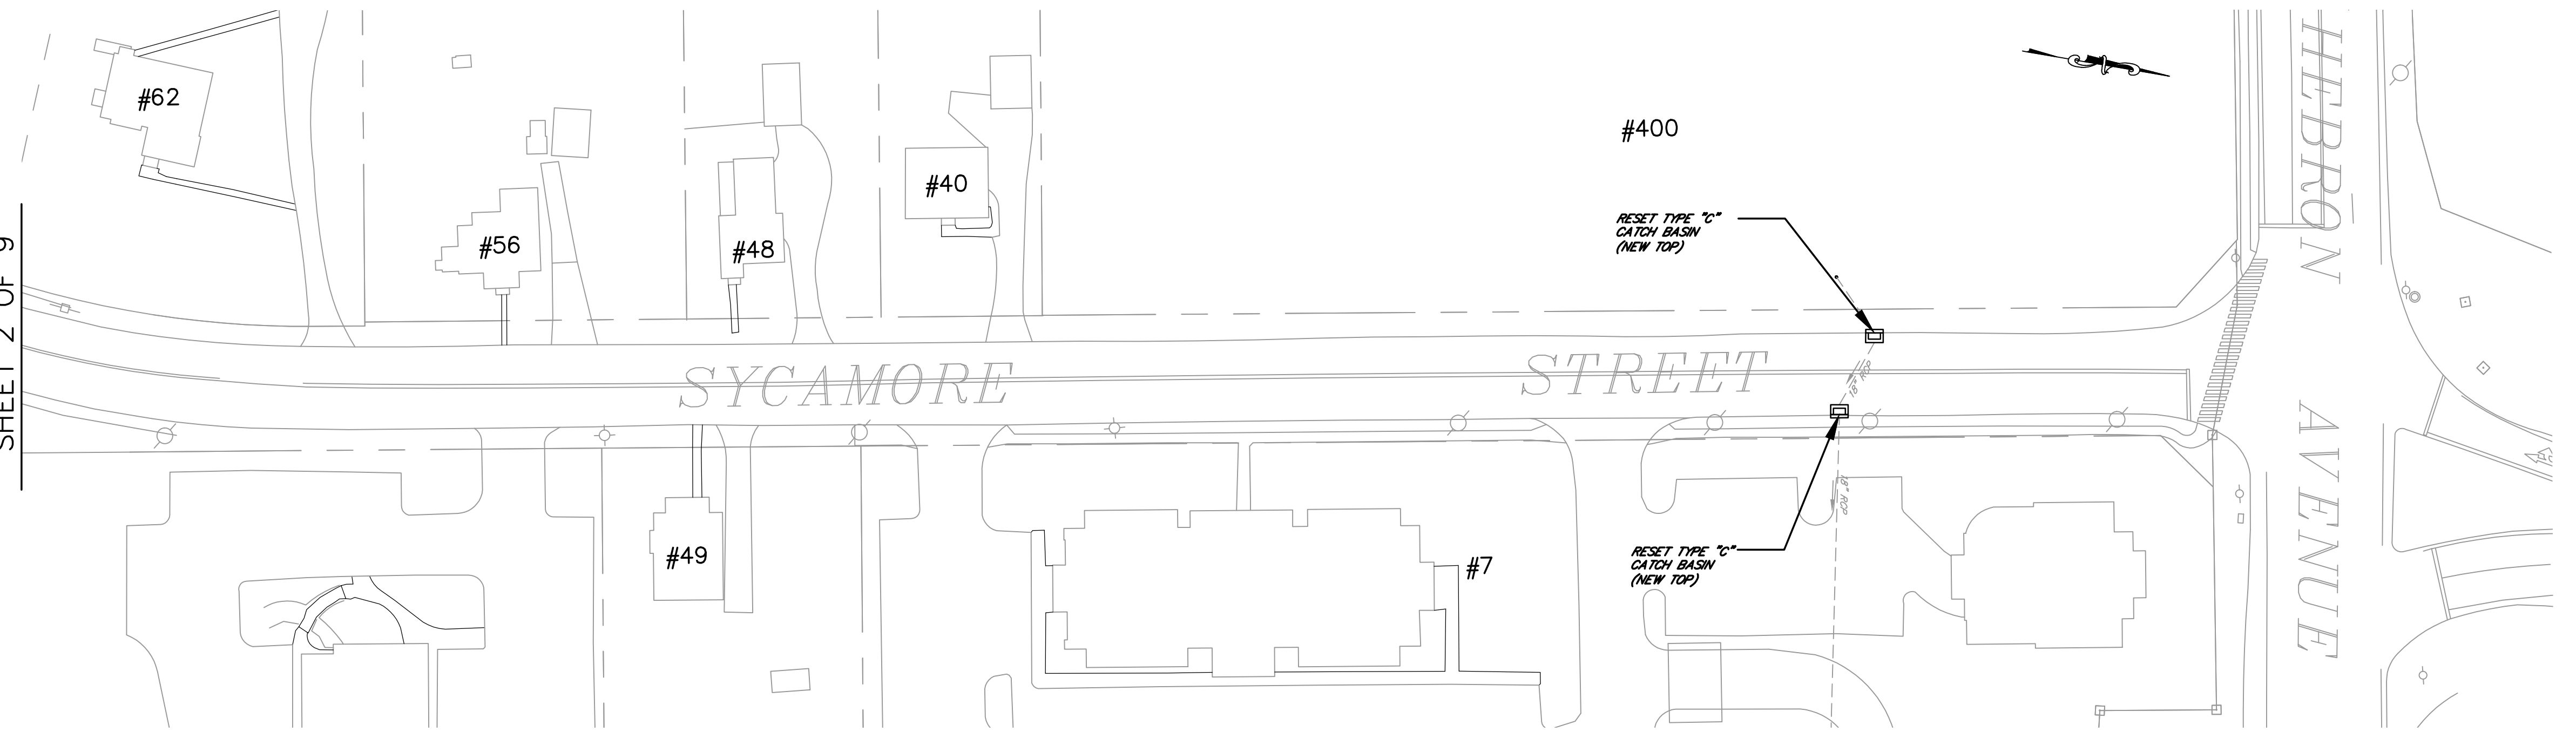 SHEET 2 OF 9
#62
#56
#48
#40
#400
RESET TYPE "C"
CATCH BASIN
(NEW TOP)
SYCAMORE STREET
18" RCP
18" RCP
RESET TYPE "C"
CATCH BASIN
(NEW TOP)
#49
#7
HEBRON AVENUE